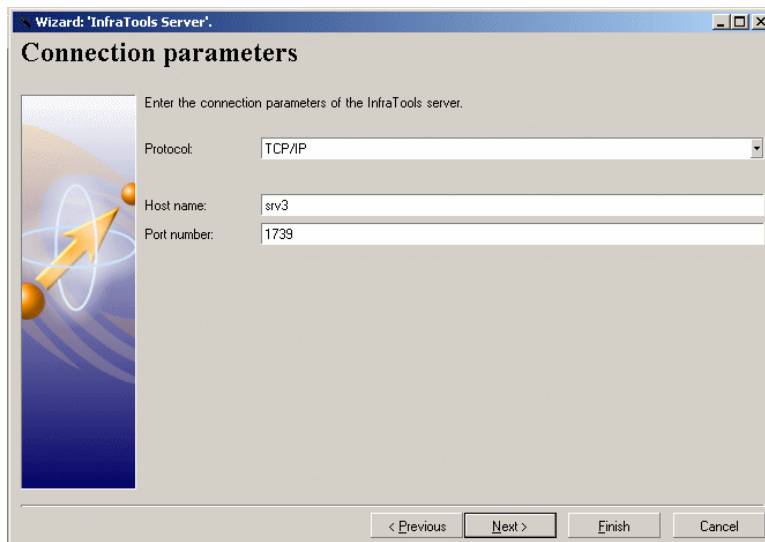 Wizard: 'InfraTools Server'.
Connection parameters
Enter the connection parameters of the InfraTools server.
Protocol: TCP/IP
Host name: srv3
Port number: 1739
< Previous Next > Finish Cancel